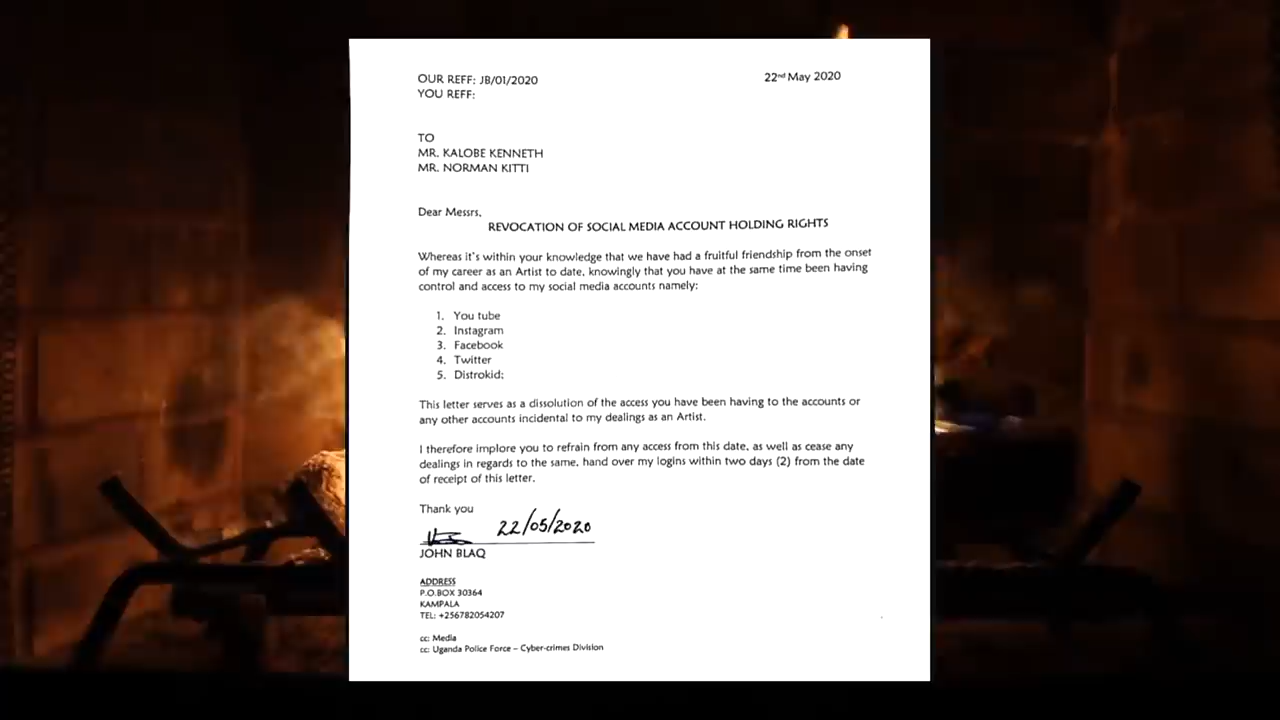 OUR REFF: JB/01/2020
22nd May 2020
YOU REFF:
TO
MR. KALOBE KENNETH
MR. NORMAN KITTI
Dear Messrs,
REVOCATION OF SOCIAL MEDIA ACCOUNT HOLDING RIGHTS
Whereas it's within your knowledge that we have had a fruitful friendship from the onset
of my career as an Artist to date, knowingly that you have at the same time been having
control and access to my social media accounts namely:
1. You tube
2. Instagram
3. Facebook
4. Twitter
5. Distrokid:
This letter serves as a dissolution of the access you have been having to the accounts or
any other accounts incidental to my dealings as an Artist.
I therefore implore you to refrain from any access from this date, as well as cease any
dealings in regards to the same, hand over my logins within two days (2) from the date
of receipt of this letter.
Thank you
22/05/2020
JOHN BLAQ
ADDRESS
P.O.BOX 30364
KAMPALA
TEL: +256782054207
cc: Media
cc: Uganda Police Force – Cyber-crimes Division